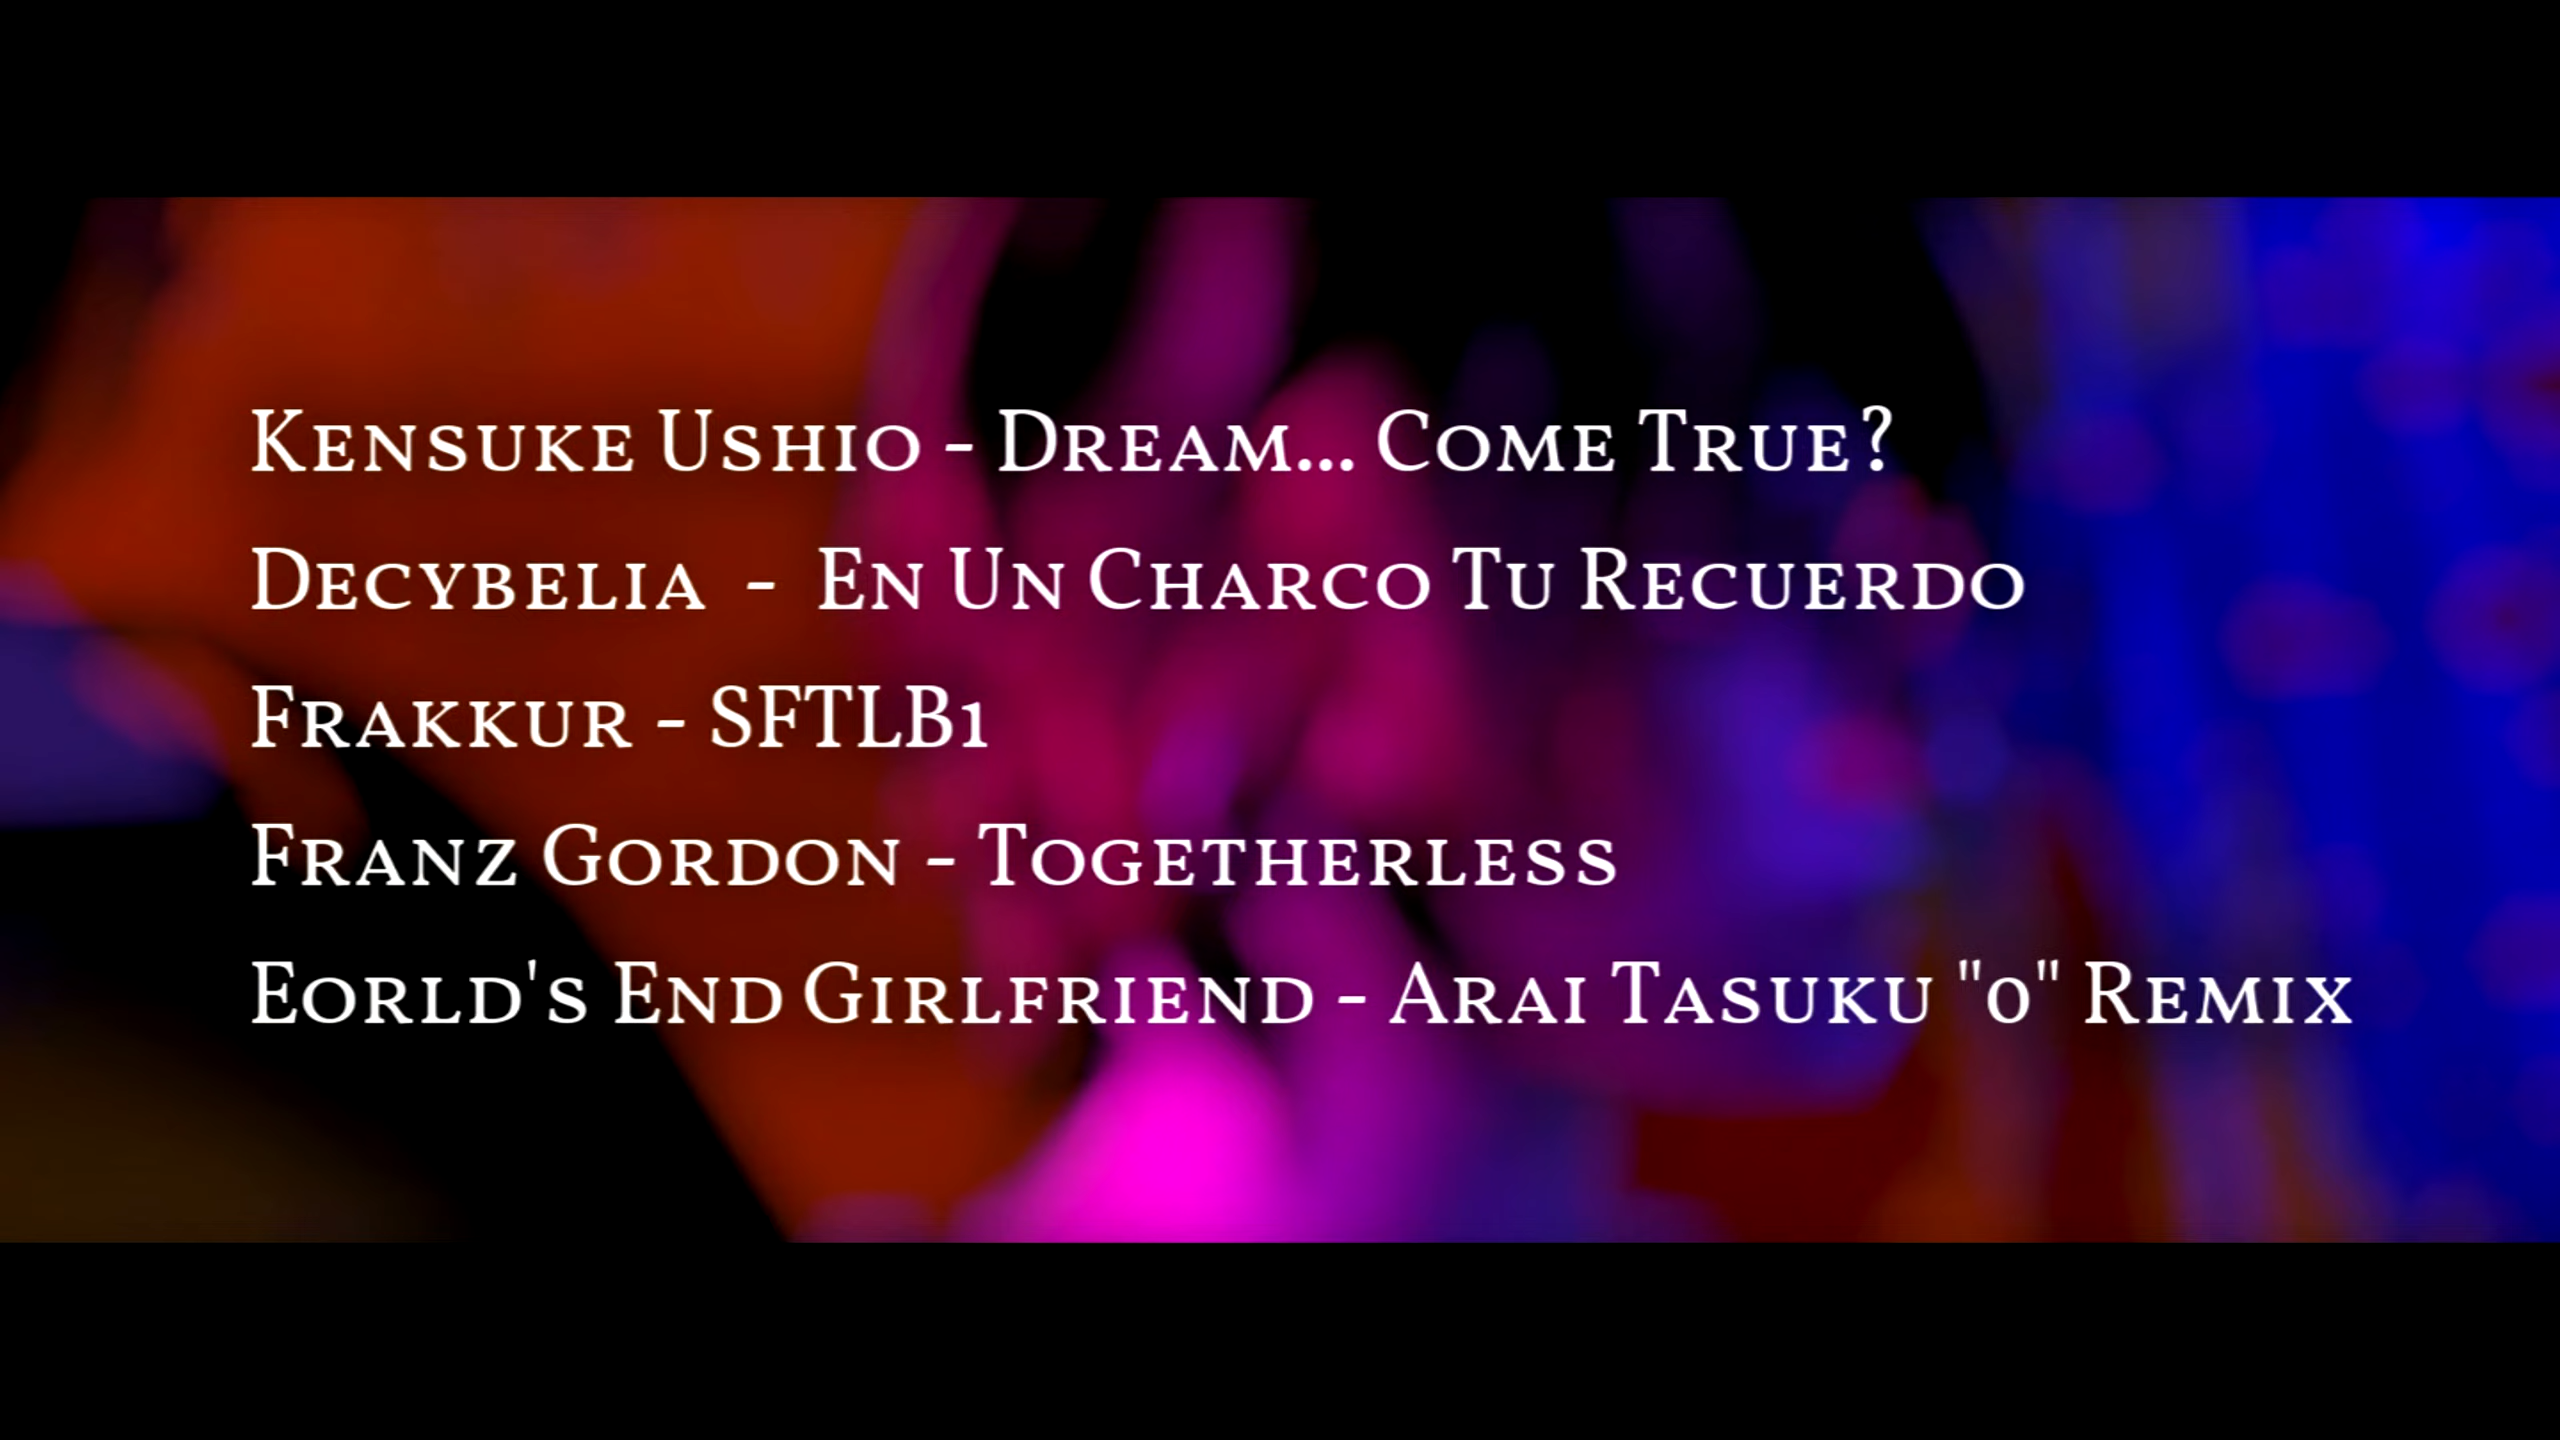 Kensuke Ushio - Dream... Come True?
Decybelia - En Un Charco Tu Recuerdo
Frakkur - SFTLB1
Franz Gordon - Togetherless
Eorld's End Girlfriend - Arai Tasuku "0" Remix